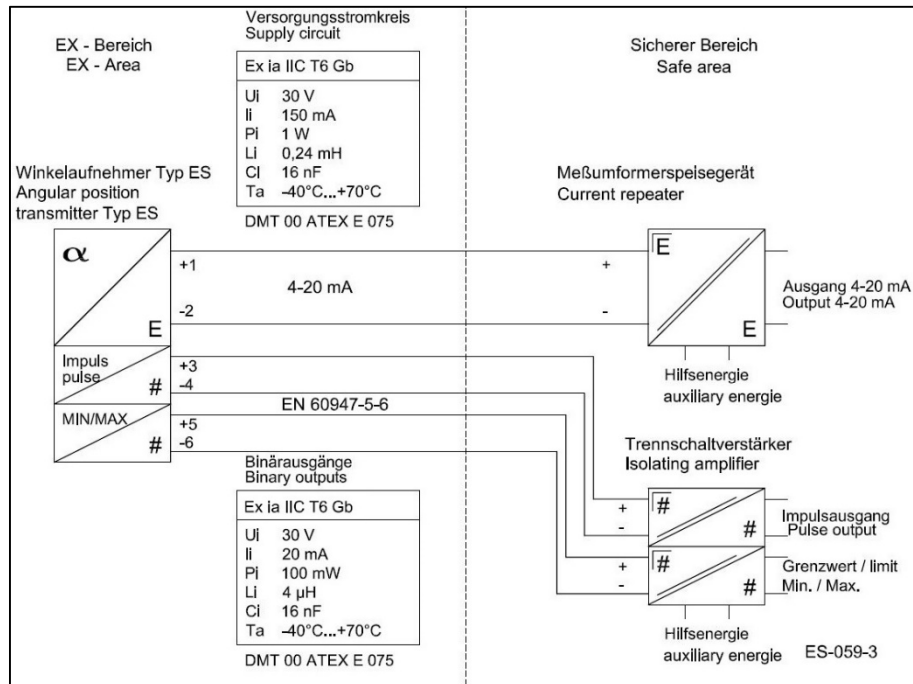 EX - Bereich
EX - Area
Versorgungsstromkreis
Supply circuit
Ex ia IIC T6 Gb
Ui 30 V
Ii 150 mA
Pi 1 W
Li 0,24 mH
CI 16 nF
Ta -40°C...+70°C
DMT 00 ATEX E 075
Sicherer Bereich
Safe area
Winkelaufnehmer Typ ES
Angular position
transmitter Typ ES
α
E
+1
4-20 mA
-2
Meßumformerspeisegerät
Current repeater
+
-
E
E
Ausgang 4-20 mA
Output 4-20 mA
Hilfsenergie
auxiliary energie
Impuls
pulse
#
+3
-4
MIN/MAX
#
+5
-6
EN 60947-5-6
Binärausgänge
Binary outputs
Ex ia IIC T6 Gb
Ui 30 V
Ii 20 mA
Pi 100 mW
Li 4 µH
Ci 16 nF
Ta -40°C...+70°C
DMT 00 ATEX E 075
Trennschaltverstärker
Isolating amplifier
+
-
#
#
Impulsausgang
Pulse output
+
-
#
#
Grenzwert / limit
Min. / Max.
Hilfsenergie
auxiliary energie
ES-059-3